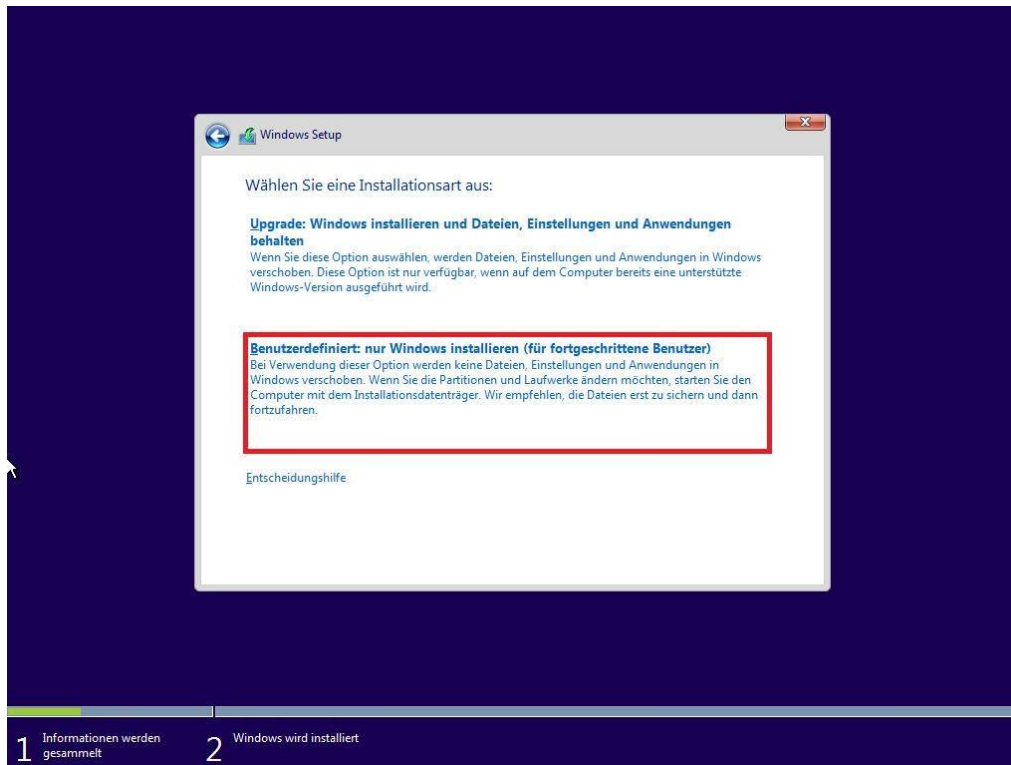 Windows Setup
Wählen Sie eine Installationsart aus:
Upgrade: Windows installieren und Dateien, Einstellungen und Anwendungen
behalten
Wenn Sie diese Option auswählen, werden Dateien, Einstellungen und Anwendungen in Windows
verschoben. Diese Option ist nur verfügbar, wenn auf dem Computer bereits eine unterstützte
Windows-Version ausgeführt wird.
Benutzerdefiniert: nur Windows installieren (für fortgeschrittene Benutzer)
Bei Verwendung dieser Option werden keine Dateien, Einstellungen und Anwendungen in
Windows verschoben. Wenn Sie die Partitionen und Laufwerke ändern möchten, starten Sie den
Computer mit dem Installationsdatenträger. Wir empfehlen, die Dateien erst zu sichern und dann
fortzufahren.
Entscheidungshilfe
1 Informationen werden
gesammelt
2 Windows wird installiert